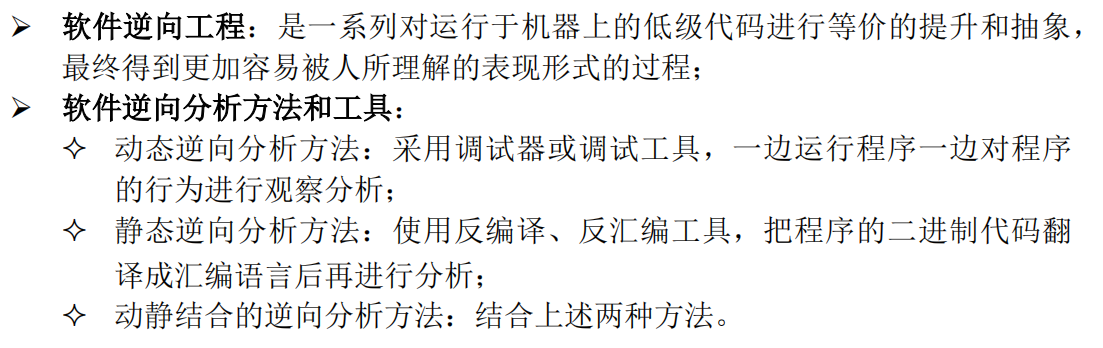 ➢ 软件逆向工程：是一系列对运行于机器上的低级代码进行等价的提升和抽象，
最终得到更加容易被人所理解的表现形式的过程；
➢ 软件逆向分析方法和工具：
✧ 动态逆向分析方法：采用调试器或调试工具，一边运行程序一边对程序
的行为进行观察分析；
✧ 静态逆向分析方法：使用反编译、反汇编工具，把程序的二进制代码翻
译成汇编语言后再进行分析；
✧ 动静结合的逆向分析方法：结合上述两种方法。